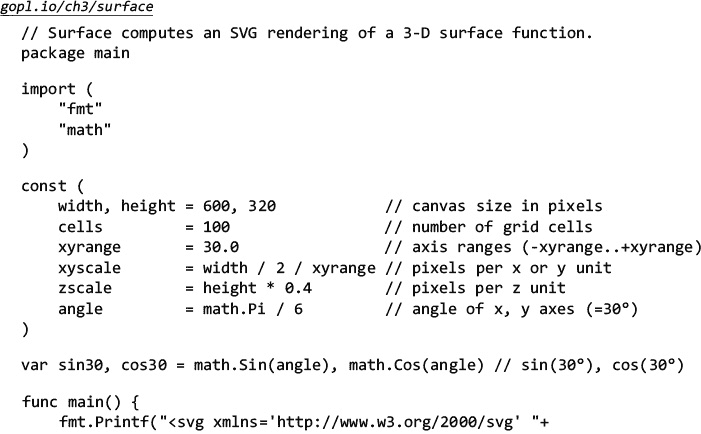 gopl.io/ch3/surface
// Surface computes an SVG rendering of a 3-D surface function.
package main
import (
    "fmt"
    "math"
)
const (
    width, height = 600, 320            // canvas size in pixels
    cells         = 100                 // number of grid cells
    xyrange       = 30.0                // axis ranges (-xyrange..+xyrange)
    xyscale       = width / 2 / xyrange // pixels per x or y unit
    zscale        = height * 0.4        // pixels per z unit
    angle         = math.Pi / 6         // angle of x, y axes (=30°)
)
var sin30, cos30 = math.Sin(angle), math.Cos(angle) // sin(30°), cos(30°)
func main() {
    fmt.Printf("<svg xmlns='http://www.w3.org/2000/svg' "+